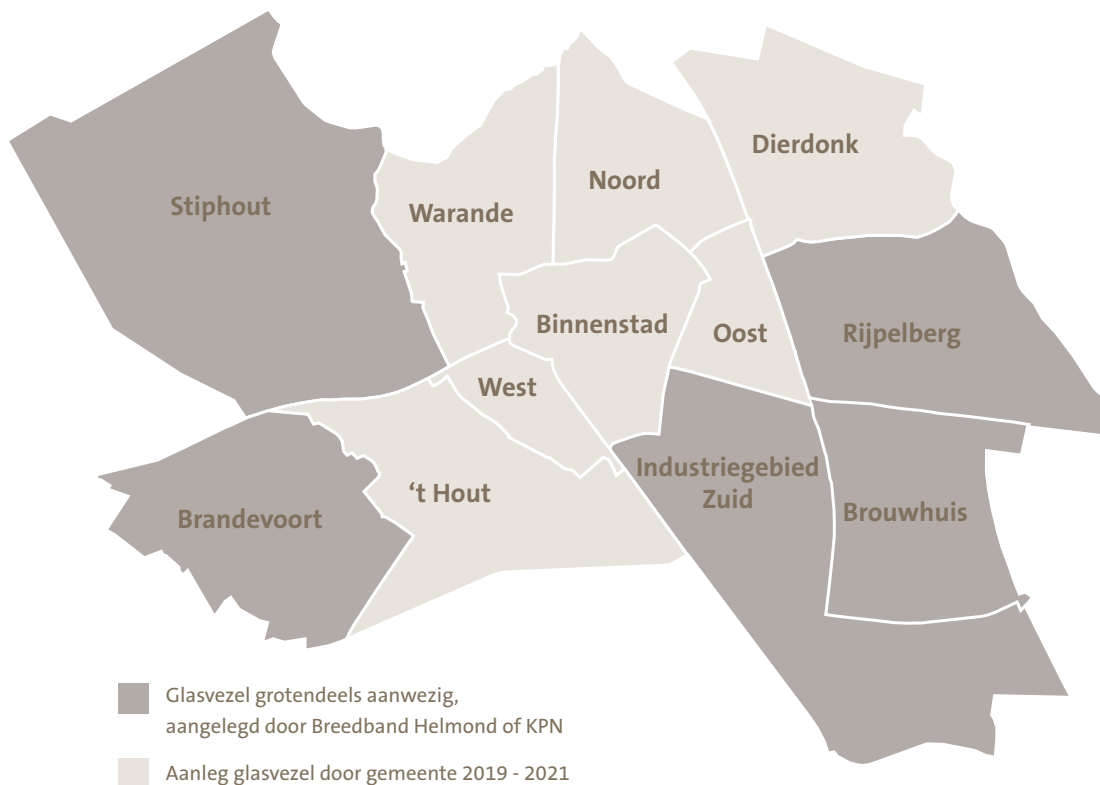 Dierdonk
Noord
Stiphout
Warande
Binnenstad
Oost
Rijpelberg
West
Industriegebied
Zuid
‘t Hout
Brouwhuis
Brandevoort
Glasvezel grotendeels aanwezig,
aangelegd door Breedband Helmond of KPN
Aanleg glasvezel door gemeente 2019 - 2021